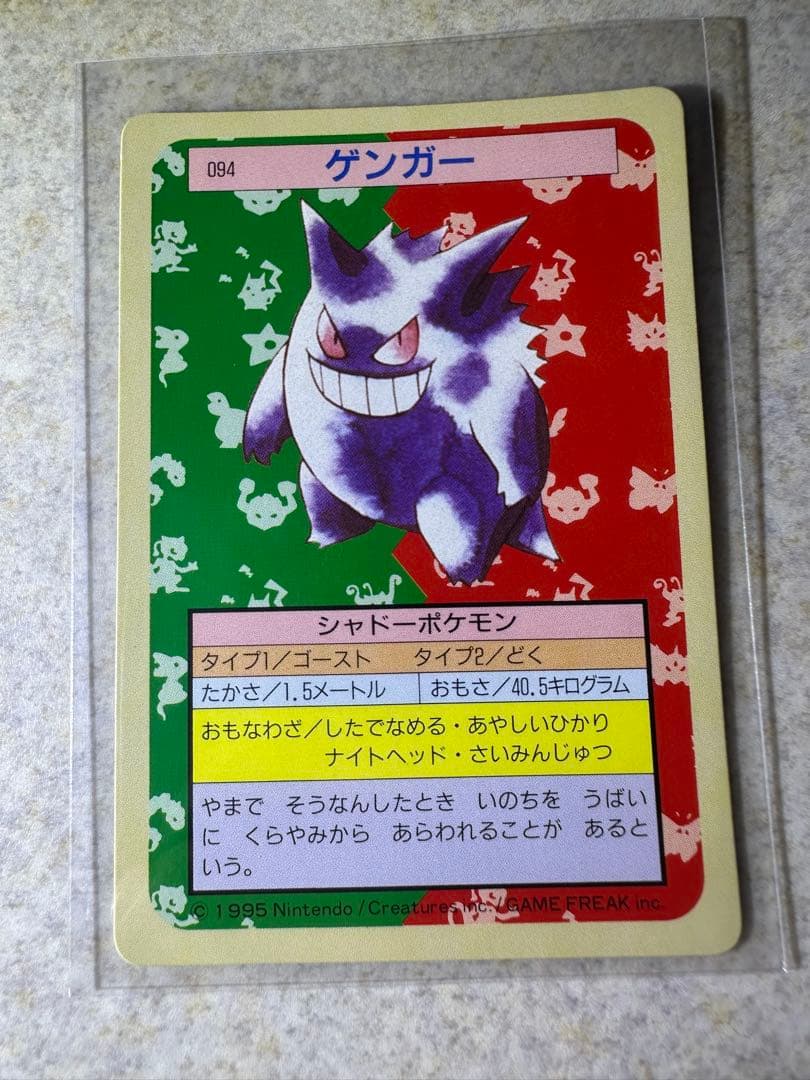 094 ゲンガー
シャドーポケモン
タイプ1／ゴースト タイプ2／どく
たかさ／1.5メートル おもさ／40.5キログラム
おもなわざ／したでなめる・あやしいひかり
ナイトヘッド・さいみんじゅつ
やまで そうなんしたとき いのちを うばい
に くらやみから あらわれることが あると
いう。
© 1995 Nintendo / Creatures inc. / GAME FREAK inc.